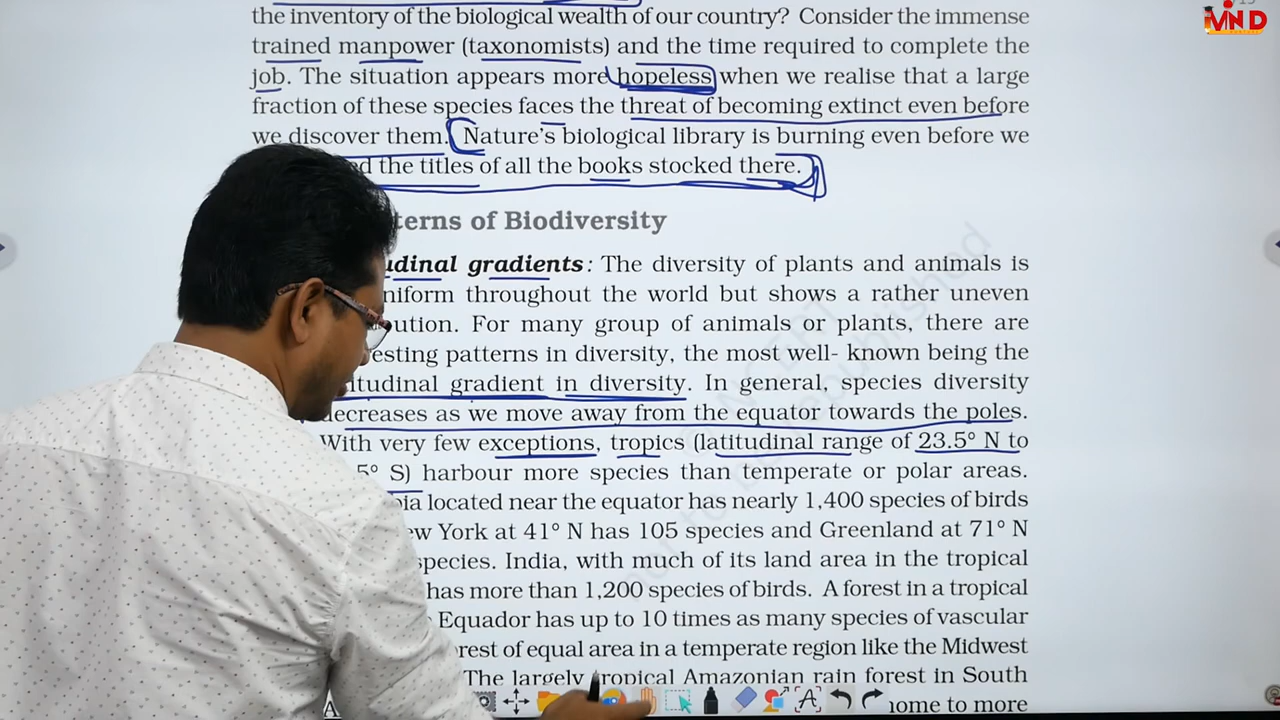 the inventory of the biological wealth of our country? Consider the immense
trained manpower (taxonomists) and the time required to complete the
job. The situation appears more hopeless when we realise that a large
fraction of these species faces the threat of becoming extinct even before
we discover them. Nature's biological library is burning even before we
the titles of all the books stocked there.
terns of Biodiversity
udinal gradients: The diversity of plants and animals is
niform throughout the world but shows a rather uneven
bution. For many group of animals or plants, there are
esting patterns in diversity, the most well- known being the
itudinal gradient in diversity. In general, species diversity
decreases as we move away from the equator towards the poles.
With very few exceptions, tropics (latitudinal range of 23.5° N to
5° S) harbour more species than temperate or polar areas.
bia located near the equator has nearly 1,400 species of birds
ew York at 41° N has 105 species and Greenland at 71° N
species. India, with much of its land area in the tropical
has more than 1,200 species of birds. A forest in a tropical
Equador has up to 10 times as many species of vascular
rest of equal area in a temperate region like the Midwest
The largely tropical Amazonian rain forest in South
home to more